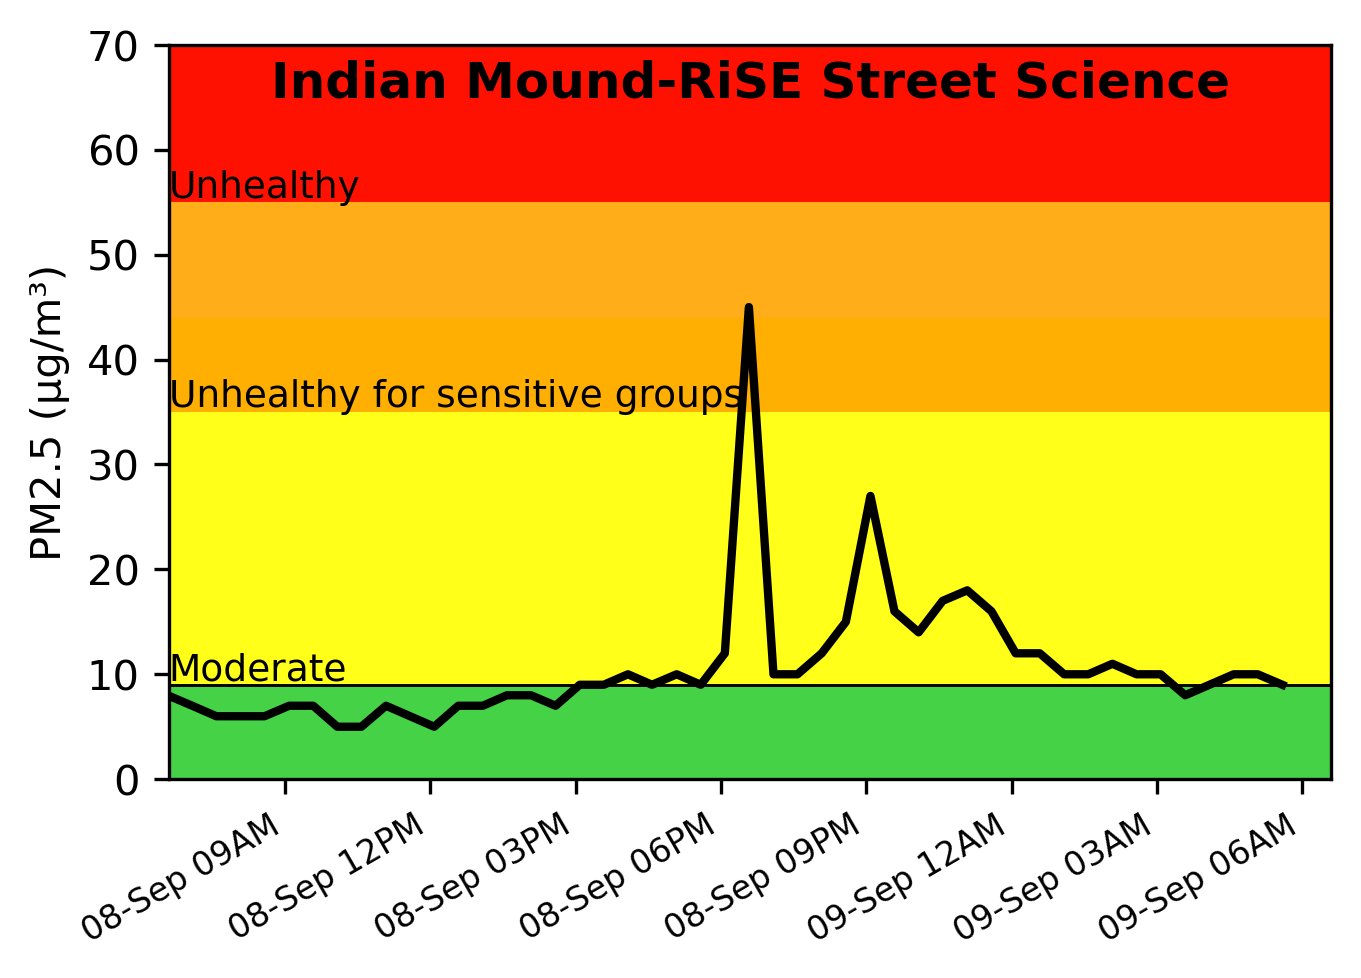 Indian Mound-RiSE Street Science
70
60
50
40
30
20
10
0
PM2.5 (µg/m³)
Unhealthy
Unhealthy for sensitive groups
Moderate
08-Sep 09AM
08-Sep 12PM
08-Sep 03PM
08-Sep 06PM
08-Sep 09PM
09-Sep 12AM
09-Sep 03AM
09-Sep 06AM